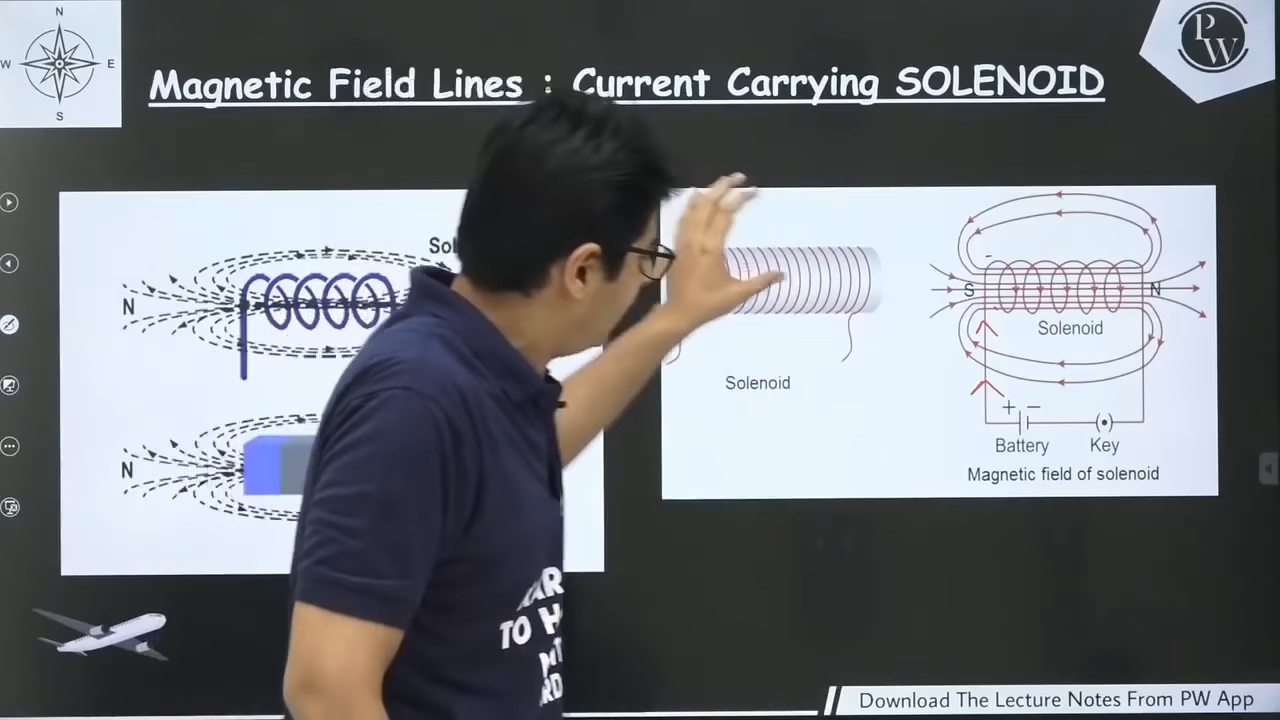 N
W E
S
PW
Magnetic Field Lines : Current Carrying SOLENOID
N
N
Solenoid
-
S N
Solenoid
+ −
Battery Key
Magnetic field of solenoid
TO
Download The Lecture Notes From PW App